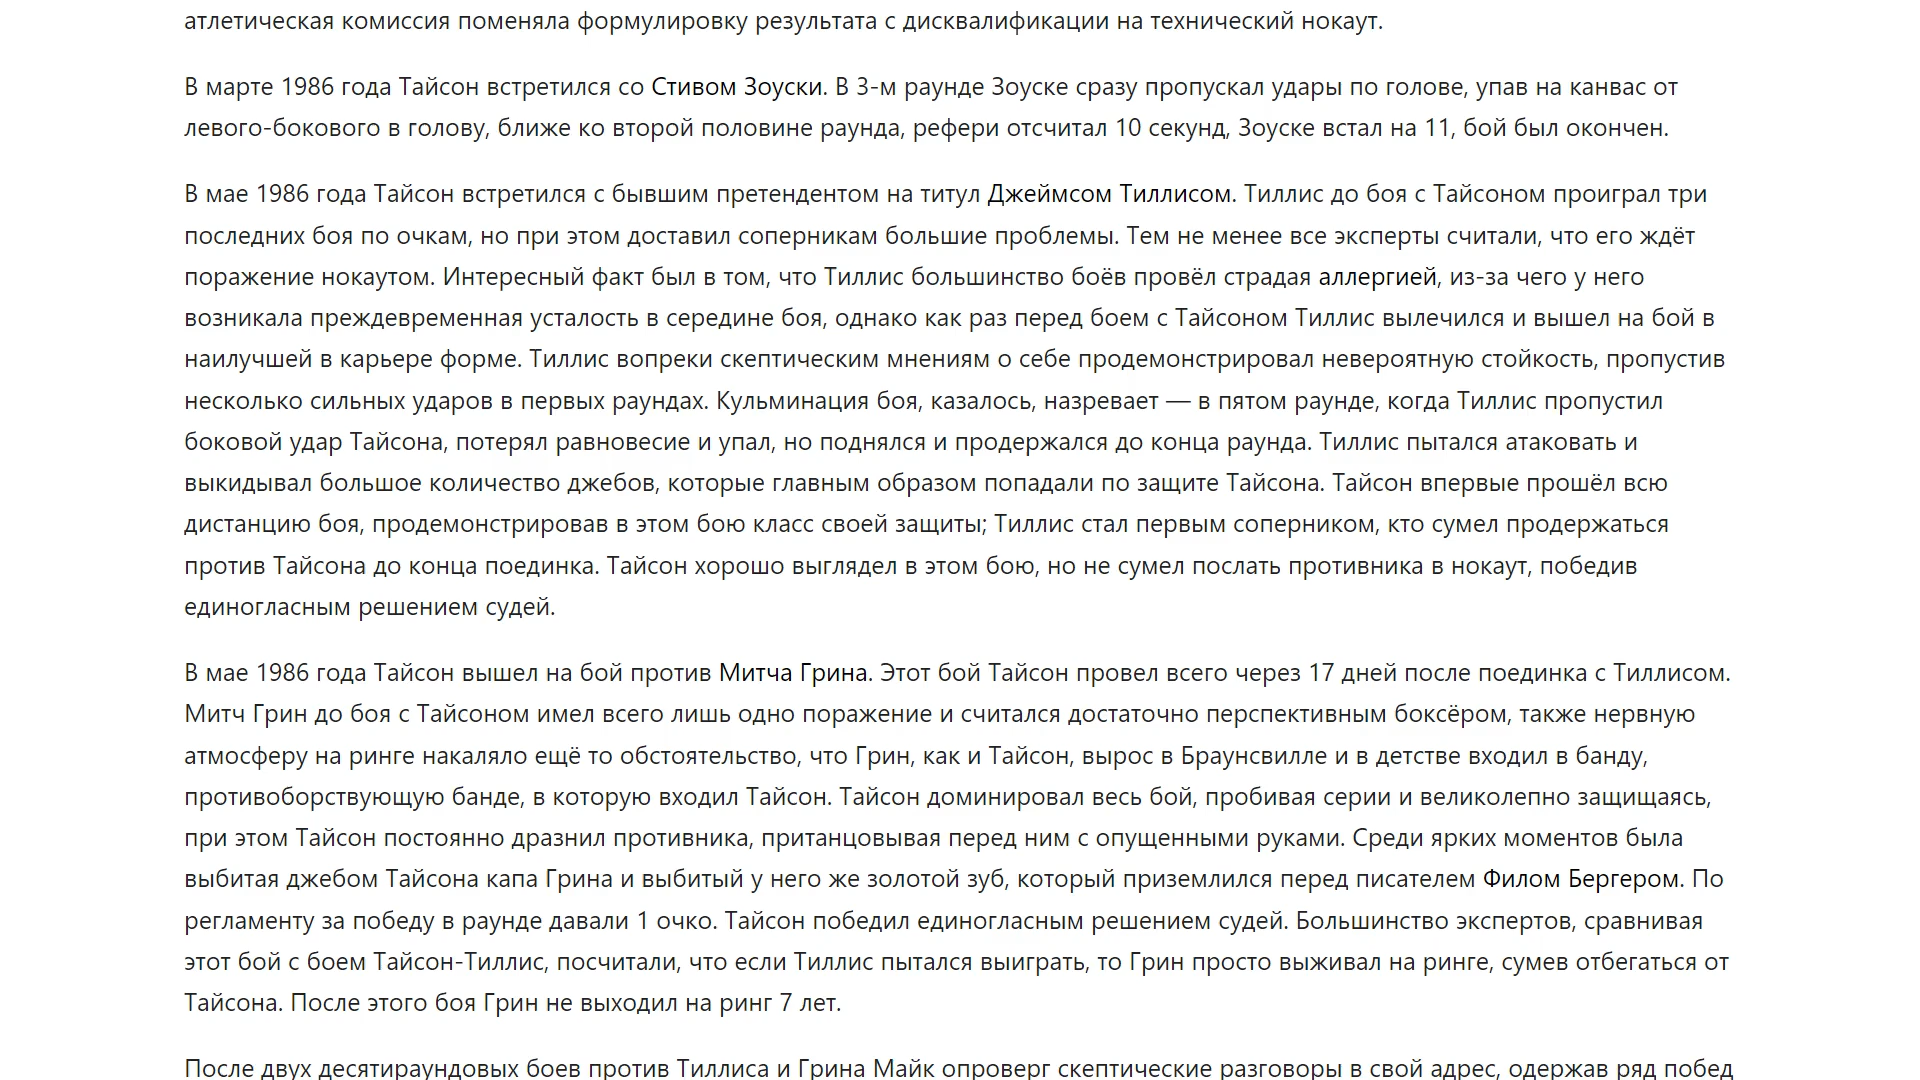 атлетическая комиссия поменяла формулировку результата с дисквалификации на технический нокаут.
В марте 1986 года Тайсон встретился со Стивом Зоуски. В 3-м раунде Зоуске сразу пропускал удары по голове, упав на канвас от
левого-бокового в голову, ближе ко второй половине раунда, рефери отсчитал 10 секунд, Зоуске встал на 11, бой был окончен.
В мае 1986 года Тайсон встретился с бывшим претендентом на титул Джеймсом Тиллисом. Тиллис до боя с Тайсоном проиграл три
последних боя по очкам, но при этом доставил соперникам большие проблемы. Тем не менее все эксперты считали, что его ждёт
поражение нокаутом. Интересный факт был в том, что Тиллис большинство боёв провёл страдая аллергией, из-за чего у него
возникала преждевременная усталость в середине боя, однако как раз перед боем с Тайсоном Тиллис вылечился и вышел на бой в
наилучшей в карьере форме. Тиллис вопреки скептическим мнениям о себе продемонстрировал невероятную стойкость, пропустив
несколько сильных ударов в первых раундах. Кульминация боя, казалось, назревает — в пятом раунде, когда Тиллис пропустил
боковой удар Тайсона, потерял равновесие и упал, но поднялся и продержался до конца раунда. Тиллис пытался атаковать и
выкидывал большое количество джебов, которые главным образом попадали по защите Тайсона. Тайсон впервые прошёл всю
дистанцию боя, продемонстрировав в этом бою класс своей защиты; Тиллис стал первым соперником, кто сумел продержаться
против Тайсона до конца поединка. Тайсон хорошо выглядел в этом бою, но не сумел послать противника в нокаут, победив
единогласным решением судей.
В мае 1986 года Тайсон вышел на бой против Митча Грина. Этот бой Тайсон провел всего через 17 дней после поединка с Тиллисом.
Митч Грин до боя с Тайсоном имел всего лишь одно поражение и считался достаточно перспективным боксёром, также нервную
атмосферу на ринге накаляло ещё то обстоятельство, что Грин, как и Тайсон, вырос в Браунсвилле и в детстве входил в банду,
противоборствующую банде, в которую входил Тайсон. Тайсон доминировал весь бой, пробивая серии и великолепно защищаясь,
при этом Тайсон постоянно дразнил противника, пританцовывая перед ним с опущенными руками. Среди ярких моментов была
выбитая джебом Тайсона капа Грина и выбитый у него же золотой зуб, который приземлился перед писателем Филом Бергером. По
регламенту за победу в раунде давали 1 очко. Тайсон победил единогласным решением судей. Большинство экспертов, сравнивая
этот бой с боем Тайсон-Тиллис, посчитали, что если Тиллис пытался выиграть, то Грин просто выживал на ринге, сумев отбегаться от
Тайсона. После этого боя Грин не выходил на ринг 7 лет.
После двух десятираундовых боев против Тиллиса и Грина Майк опроверг скептические разговоры в свой адрес, одержав ряд побед